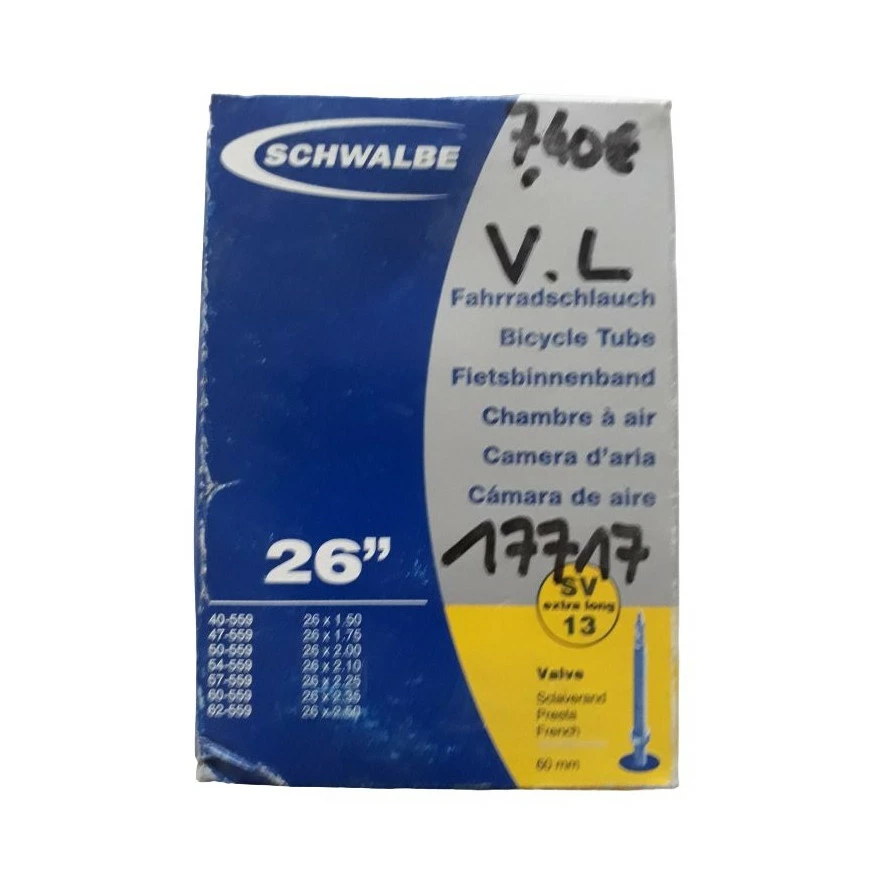 SCHWALBE
7,40€
V.L
Fahrradschlauch
Bicycle Tube
Fietsbinnenband
Chambre à air
Camera d'aria
Cámara de aire
17717
26"
40-559 26 x 1.50
47-559 26 x 1.75
50-559 26 x 2.00
54-559 26 x 2.10
57-559 26 x 2.25
60-559 26 x 2.35
62-559 26 x 2.50
SV
extra long
13
Valve
Sclaverand
Presta
French
60 mm